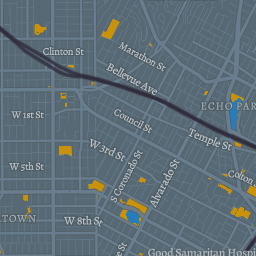 Clinton St
Marathon St
Bellevue Ave
ECHO PAR
W 1st St
Council St
Temple St
W 3rd St
W 5th St
S Coronado St
Alvarado St
Colton
TOWN
W 8th St
e St
Good Samaritan Hospi